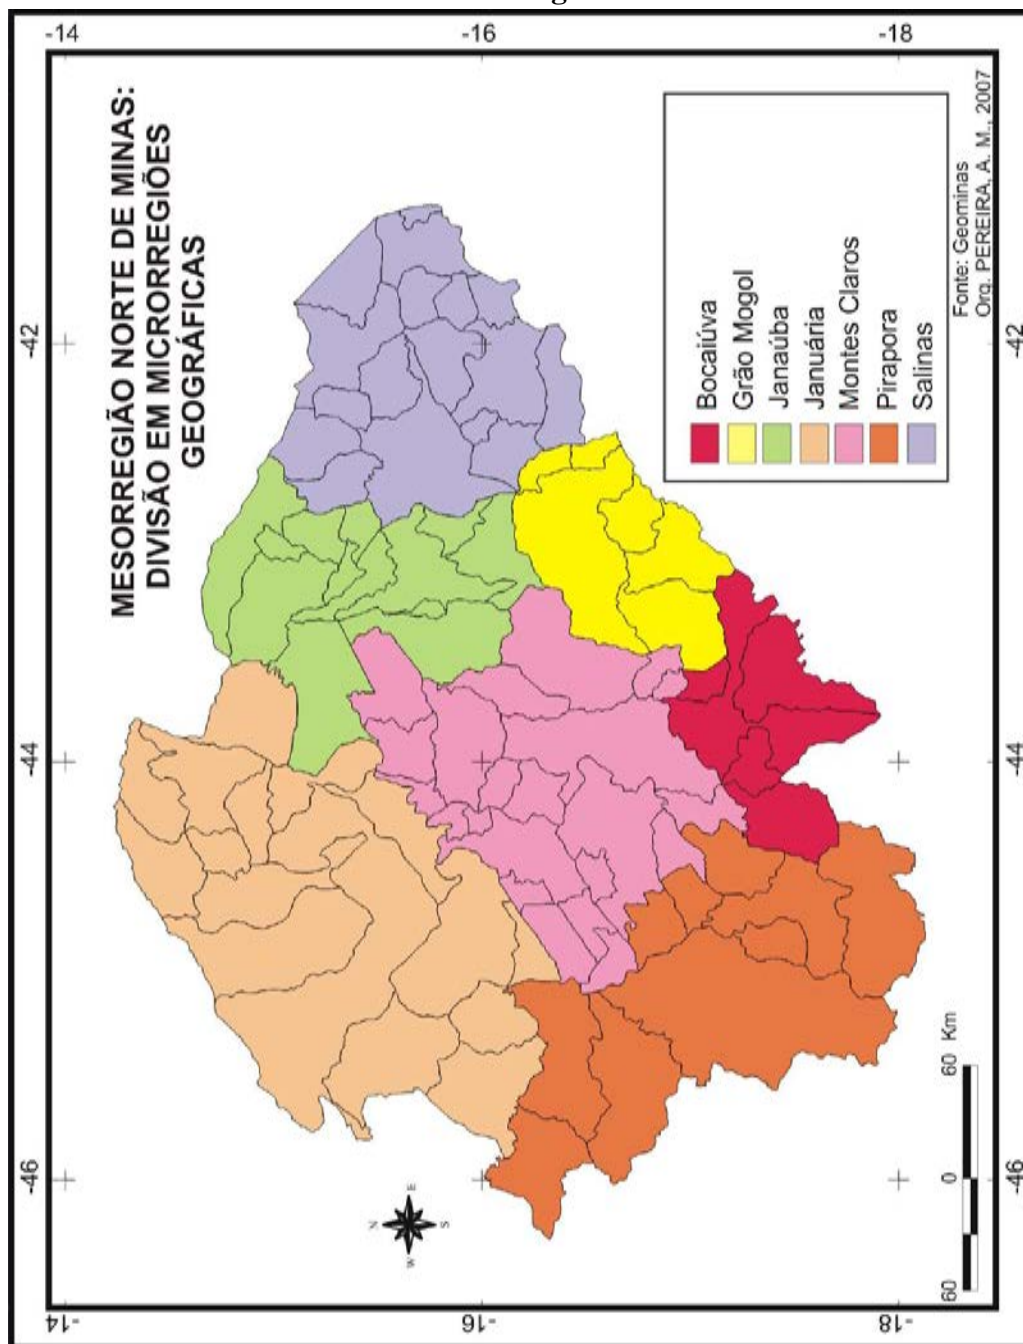 MESORREGIÃO NORTE DE MINAS:
DIVISÃO EM MICRORREGIÕES
GEOGRÁFICAS
-46
-44
-42
-14
-14
-16
-16
-18
-18
N
W
E
S
Bocaiúva
Grão Mogol
Janaúba
Januária
Montes Claros
Pirapora
Salinas
60
0
60 Km
Fonte: Geominas
Org. PEREIRA, A. M., 2007
-46
-44
-42